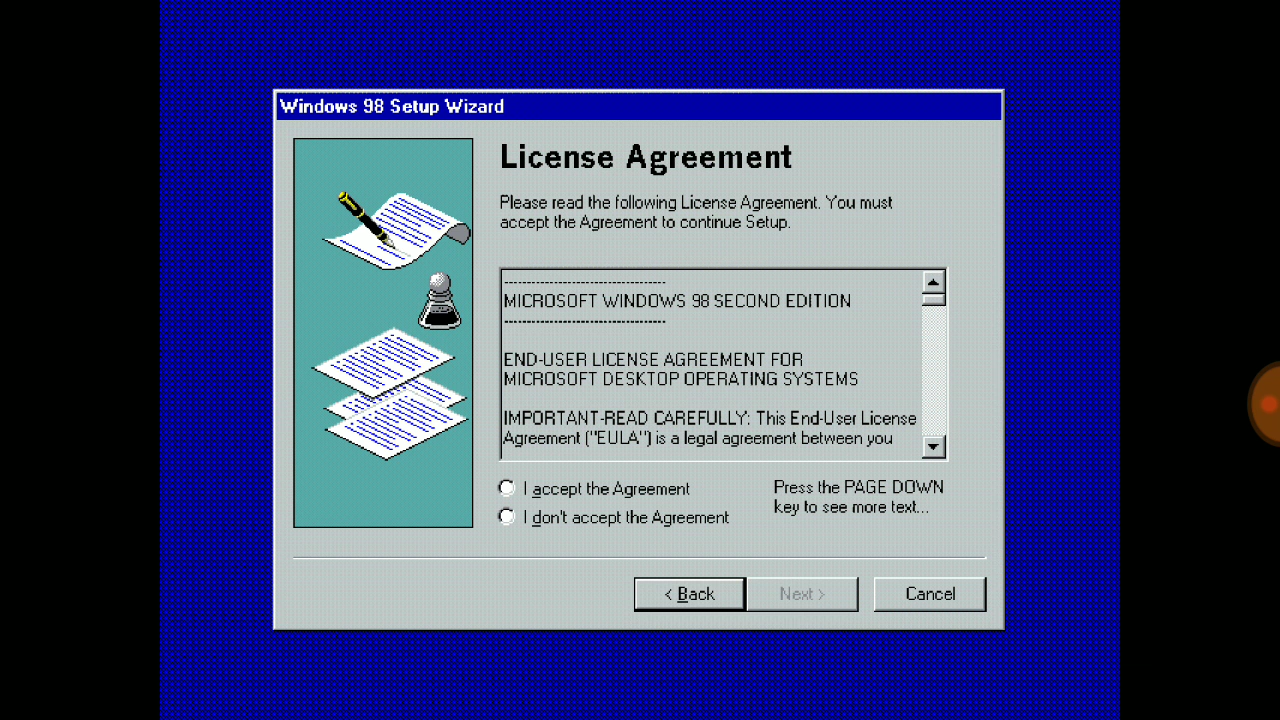 Windows 98 Setup Wizard
License Agreement
Please read the following License Agreement. You must
accept the Agreement to continue Setup.
------------------------------------
MICROSOFT WINDOWS 98 SECOND EDITION
------------------------------------
END-USER LICENSE AGREEMENT FOR
MICROSOFT DESKTOP OPERATING SYSTEMS
IMPORTANT-READ CAREFULLY: This End-User License
Agreement ("EULA") is a legal agreement between you
I accept the Agreement
I don't accept the Agreement
Press the PAGE DOWN
key to see more text...
< Back
Next >
Cancel